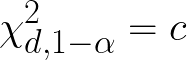 χ²_{d,1−α} = c